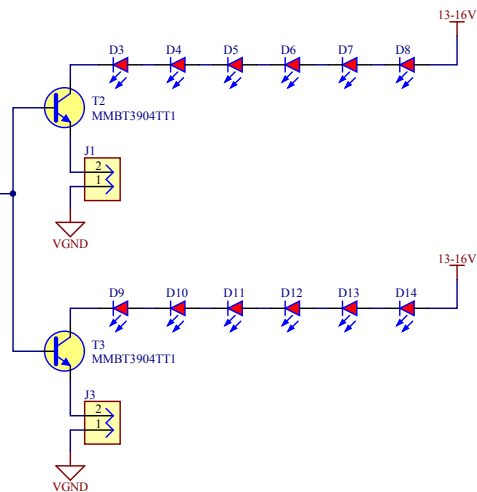 13-16V
D3 D4 D5 D6 D7 D8
T2
MMBT3904TT1
J1
2
1
VGND
13-16V
D9 D10 D11 D12 D13 D14
T3
MMBT3904TT1
J3
2
1
VGND